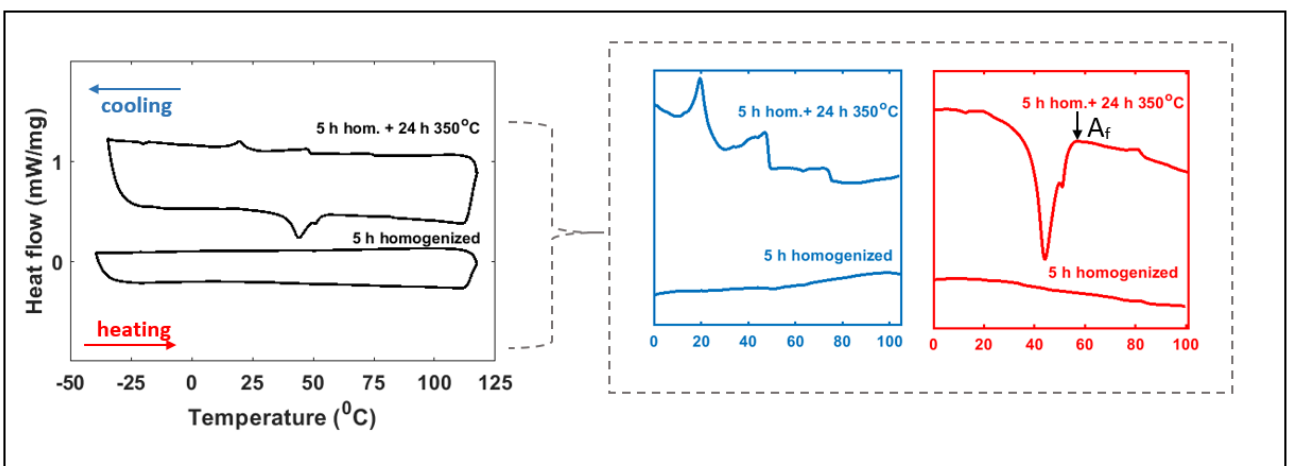 cooling
5 h hom. + 24 h 350°C
5 h homogenized
heating
Heat flow (mW/mg)
1
0
-50 -25 0 25 50 75 100 125
Temperature (⁰C)
5 h hom.+ 24 h 350°C
5 h homogenized
0 20 40 60 80 100
5 h hom.+ 24 h 350°C
Af
5 h homogenized
0 20 40 60 80 100